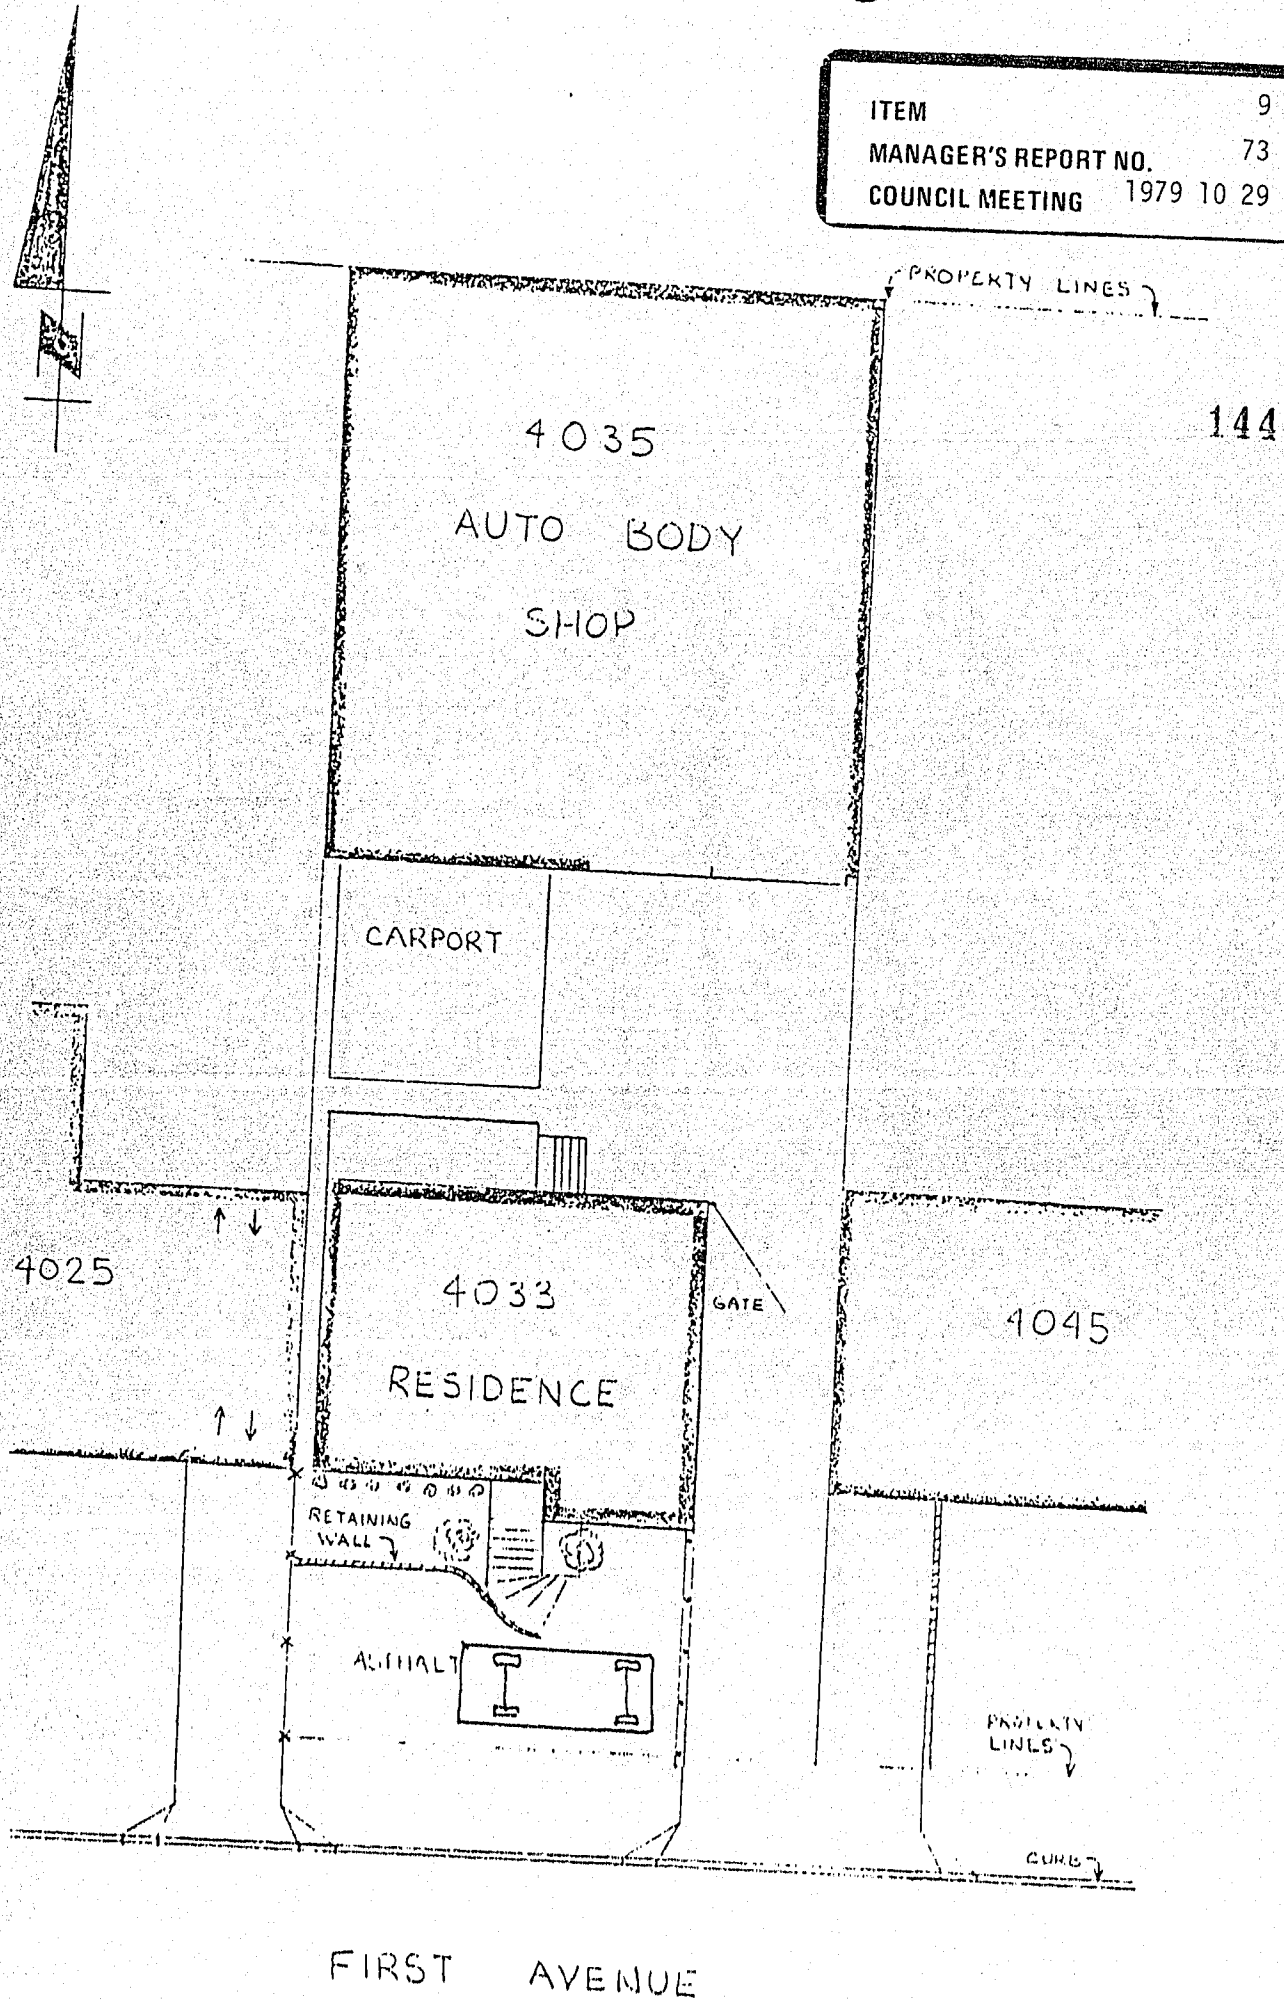 ITEM 9
MANAGER'S REPORT NO. 73
COUNCIL MEETING 1979 10 29
PROPERTY LINES
N
144
4035
AUTO BODY
SHOP
CARPORT
4025
4033
RESIDENCE
GATE
4045
RETAINING
WALL
ASPHALT
PROPERTY
LINES
CURB
FIRST AVENUE